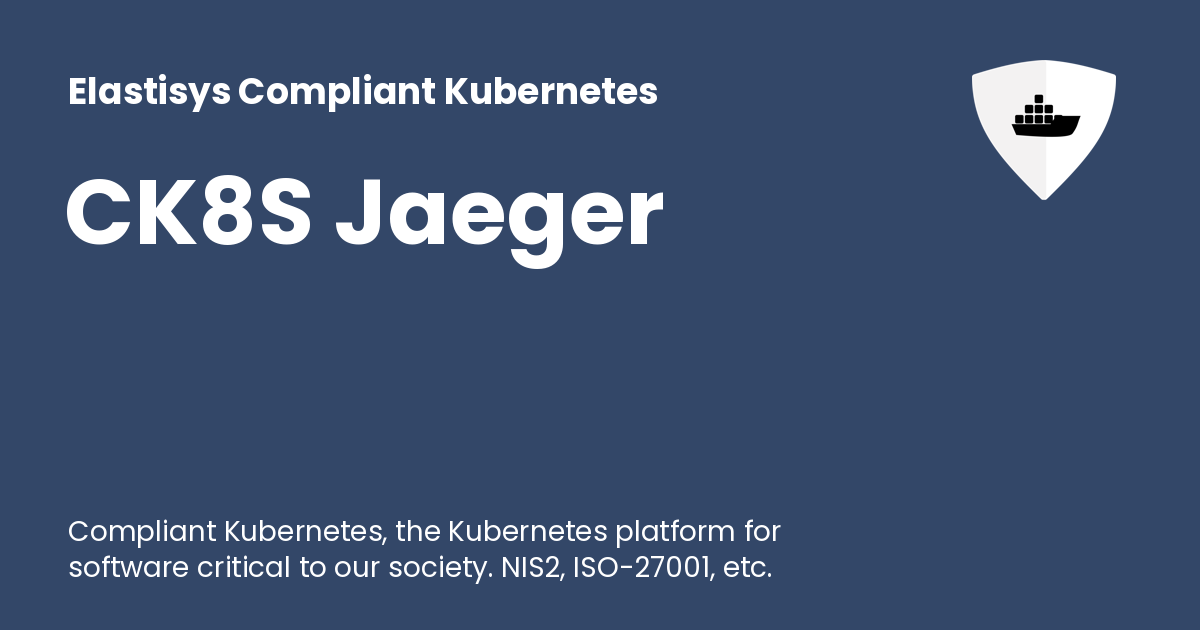 Elastisys Compliant Kubernetes
CK8S Jaeger
Compliant Kubernetes, the Kubernetes platform for
software critical to our society. NIS2, ISO-27001, etc.